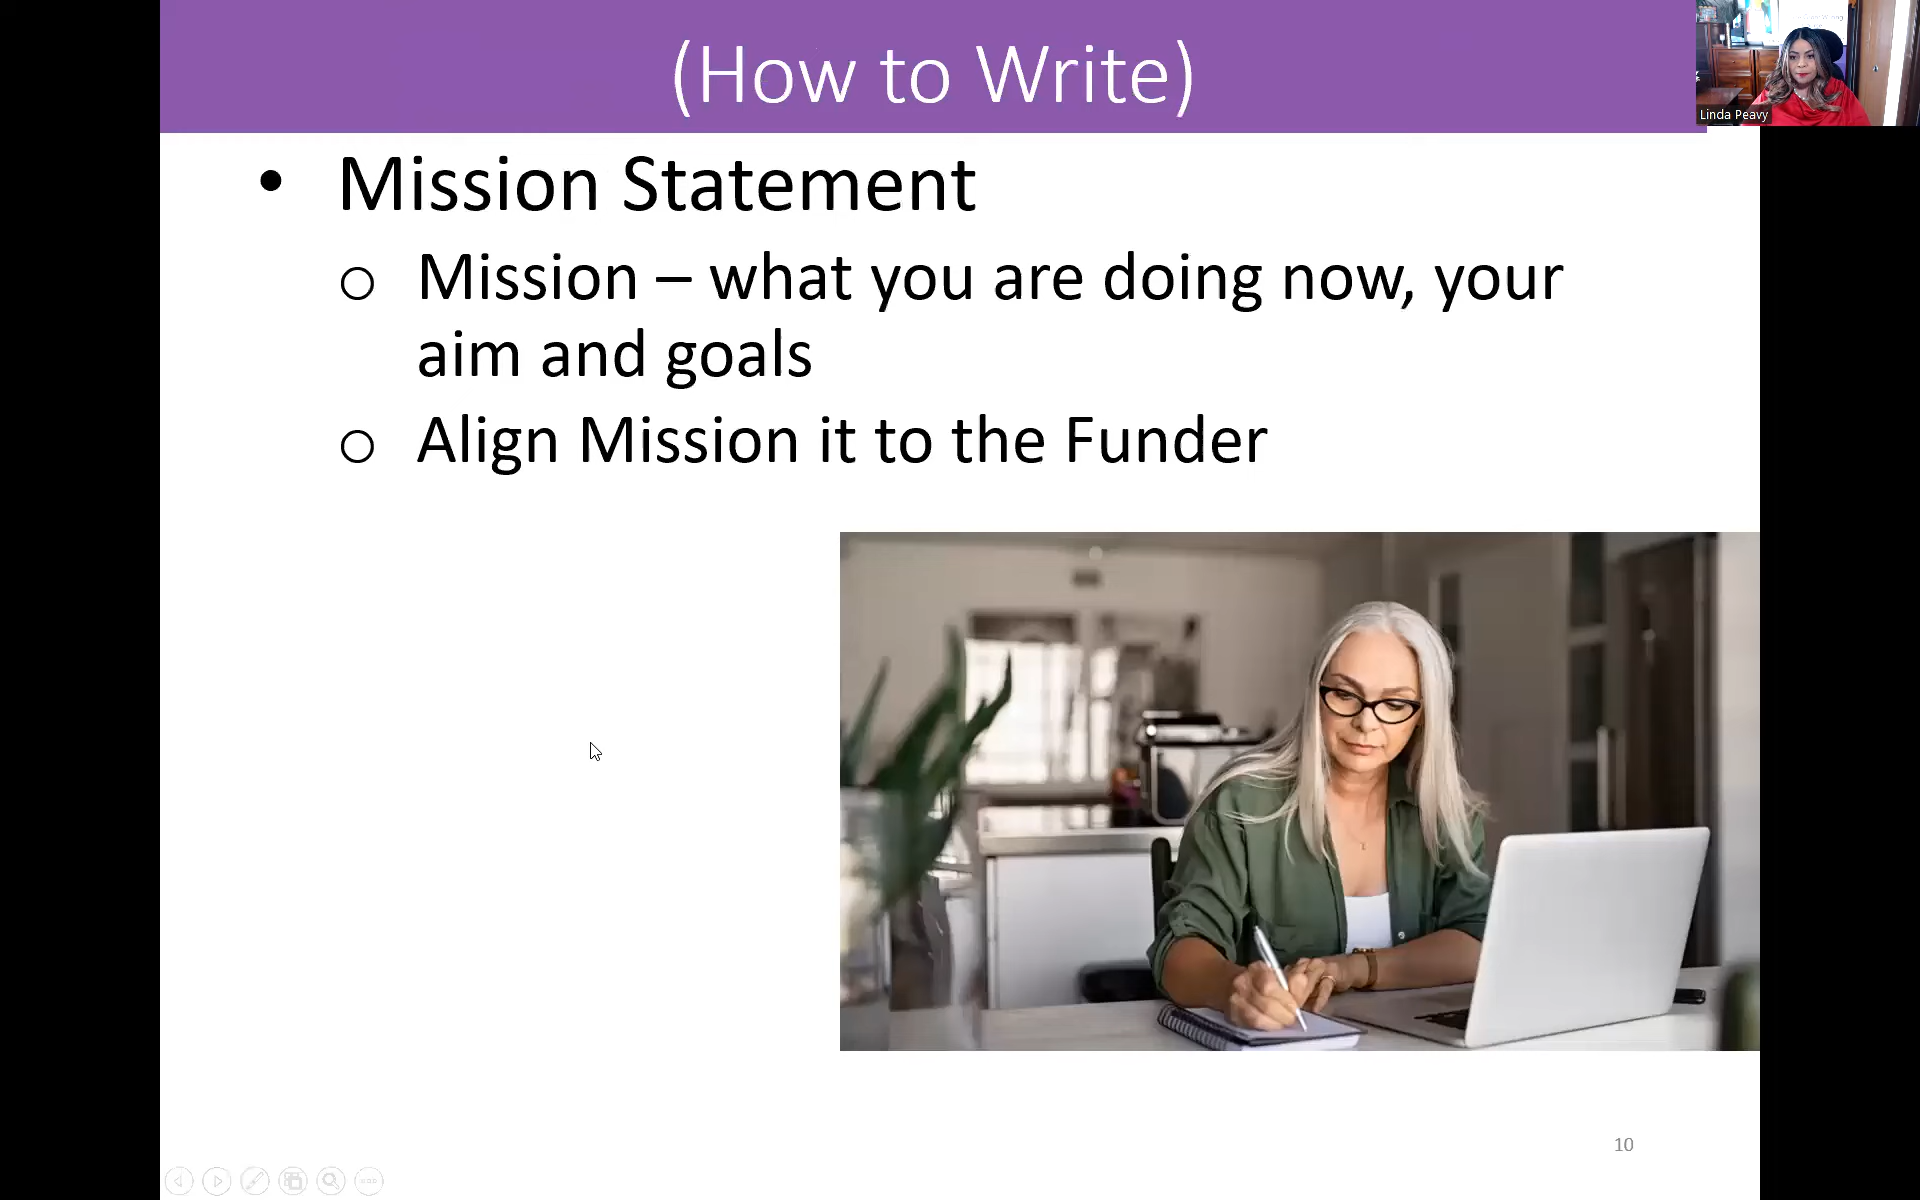 (How to Write)
Linda Peavy
• Mission Statement
o Mission – what you are doing now, your
aim and goals
o Align Mission it to the Funder
10